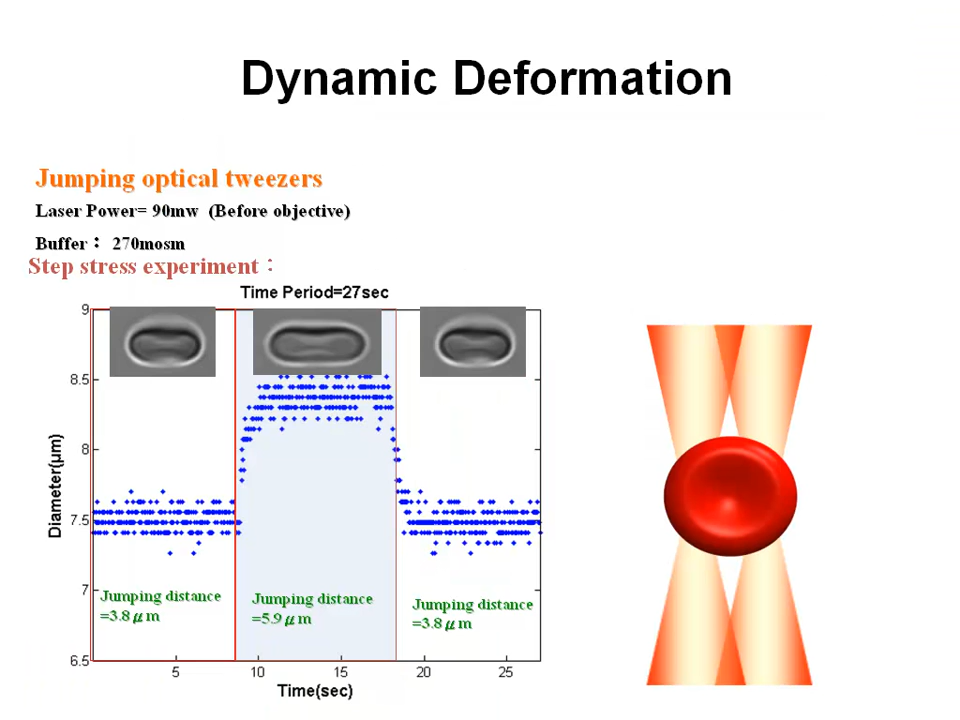 Dynamic Deformation
Jumping optical tweezers
Laser Power= 90mw (Before objective)
Buffer： 270mosm
Step stress experiment：
Time Period=27sec
9
8.5
8
7.5
7
6.5
Diameter(μm)
Jumping distance
=3.8μm
Jumping distance
=5.9μm
Jumping distance
=3.8μm
5
10
15
20
25
Time(sec)